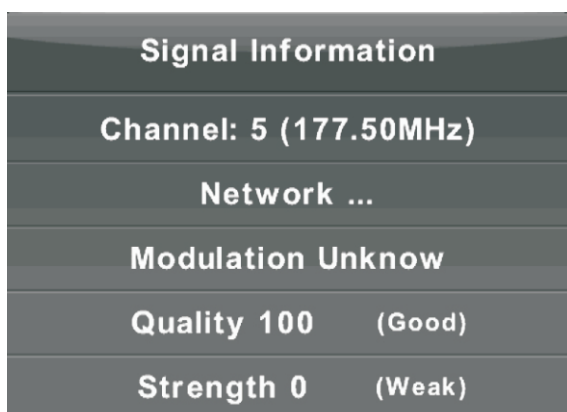 Signal Information
Channel: 5 (177.50MHz)
Network ...
Modulation Unknow
Quality 100 (Good)
Strength 0 (Weak)